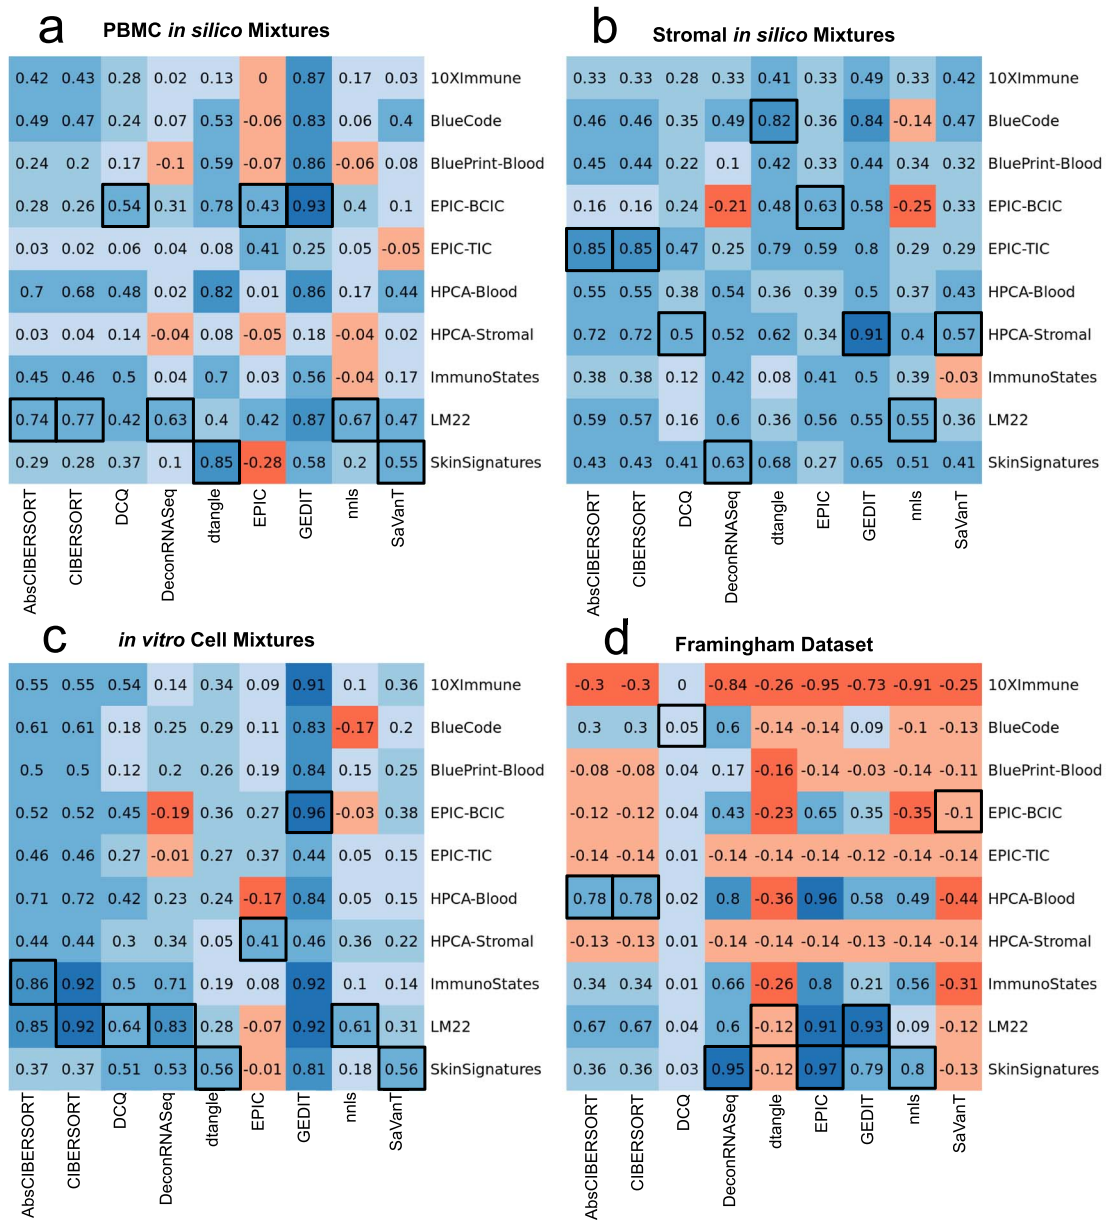 a PBMC in silico Mixtures
0.42 0.43 0.28 0.02 0.13 0 0.87 0.17 0.03 10XImmune
0.49 0.47 0.24 0.07 0.53 -0.06 0.83 0.06 0.4 BlueCode
0.24 0.2 0.17 -0.1 0.59 -0.07 0.86 -0.06 0.08 BluePrint-Blood
0.28 0.26 0.54 0.31 0.78 0.43 0.93 0.4 0.1 EPIC-BCIC
0.03 0.02 0.06 0.04 0.08 0.41 0.25 0.05 -0.05 EPIC-TIC
0.7 0.68 0.48 0.02 0.82 0.01 0.86 0.17 0.44 HPCA-Blood
0.03 0.04 0.14 -0.04 0.08 -0.05 0.18 -0.04 0.02 HPCA-Stromal
0.45 0.46 0.5 0.04 0.7 0.03 0.56 -0.04 0.17 ImmunoStates
0.74 0.77 0.42 0.63 0.4 0.42 0.87 0.67 0.47 LM22
0.29 0.28 0.37 0.1 0.85 -0.28 0.58 0.2 0.55 SkinSignatures
AbsCIBERSORT CIBERSORT DCQ DeconRNASeq dtangle EPIC GEDIT nnls SaVanT
b Stromal in silico Mixtures
0.33 0.33 0.28 0.33 0.41 0.33 0.49 0.33 0.42 10XImmune
0.46 0.46 0.35 0.49 0.82 0.36 0.84 -0.14 0.47 BlueCode
0.45 0.44 0.22 0.1 0.42 0.33 0.44 0.34 0.32 BluePrint-Blood
0.16 0.16 0.24 -0.21 0.48 0.63 0.58 -0.25 0.33 EPIC-BCIC
0.85 0.85 0.47 0.25 0.79 0.59 0.8 0.29 0.29 EPIC-TIC
0.55 0.55 0.38 0.54 0.36 0.39 0.5 0.37 0.43 HPCA-Blood
0.72 0.72 0.5 0.52 0.62 0.34 0.91 0.4 0.57 HPCA-Stromal
0.38 0.38 0.12 0.42 0.08 0.41 0.5 0.39 -0.03 ImmunoStates
0.59 0.57 0.16 0.6 0.36 0.56 0.55 0.55 0.36 LM22
0.43 0.43 0.41 0.63 0.68 0.27 0.65 0.51 0.41 SkinSignatures
AbsCIBERSORT CIBERSORT DCQ DeconRNASeq dtangle EPIC GEDIT nnls SaVanT
c in vitro Cell Mixtures
0.55 0.55 0.54 0.14 0.34 0.09 0.91 0.1 0.36 10XImmune
0.61 0.61 0.18 0.25 0.29 0.11 0.83 -0.17 0.2 BlueCode
0.5 0.5 0.12 0.2 0.26 0.19 0.84 0.15 0.25 BluePrint-Blood
0.52 0.52 0.45 -0.19 0.36 0.27 0.96 -0.03 0.38 EPIC-BCIC
0.46 0.46 0.27 -0.01 0.27 0.37 0.44 0.05 0.15 EPIC-TIC
0.71 0.72 0.42 0.23 0.24 -0.17 0.84 0.05 0.15 HPCA-Blood
0.44 0.44 0.3 0.34 0.05 0.41 0.46 0.36 0.22 HPCA-Stromal
0.86 0.92 0.5 0.71 0.19 0.08 0.92 0.1 0.14 ImmunoStates
0.85 0.92 0.64 0.83 0.28 -0.07 0.92 0.61 0.31 LM22
0.37 0.37 0.51 0.53 0.56 -0.01 0.81 0.18 0.56 SkinSignatures
AbsCIBERSORT CIBERSORT DCQ DeconRNASeq dtangle EPIC GEDIT nnls SaVanT
d Framingham Dataset
-0.3 -0.3 0 -0.84 -0.26 -0.95 -0.73 -0.91 -0.25 10XImmune
0.3 0.3 0.05 0.6 -0.14 -0.14 0.09 -0.1 -0.13 BlueCode
-0.08 -0.08 0.04 0.17 -0.16 -0.14 -0.03 -0.14 -0.11 BluePrint-Blood
-0.12 -0.12 0.04 0.43 -0.23 0.65 0.35 -0.35 -0.1 EPIC-BCIC
-0.14 -0.14 0.01 -0.14 -0.14 -0.14 -0.12 -0.14 -0.14 EPIC-TIC
0.78 0.78 0.02 0.8 -0.36 0.96 0.58 0.49 -0.44 HPCA-Blood
-0.13 -0.13 0.01 -0.14 -0.14 -0.14 -0.13 -0.14 -0.14 HPCA-Stromal
0.34 0.34 0.01 0.66 -0.26 0.8 0.21 0.56 -0.31 ImmunoStates
0.67 0.67 0.04 0.6 -0.12 0.91 0.93 0.09 -0.12 LM22
0.36 0.36 0.03 0.95 -0.12 0.97 0.79 0.8 -0.13 SkinSignatures
AbsCIBERSORT CIBERSORT DCQ DeconRNASeq dtangle EPIC GEDIT nnls SaVanT